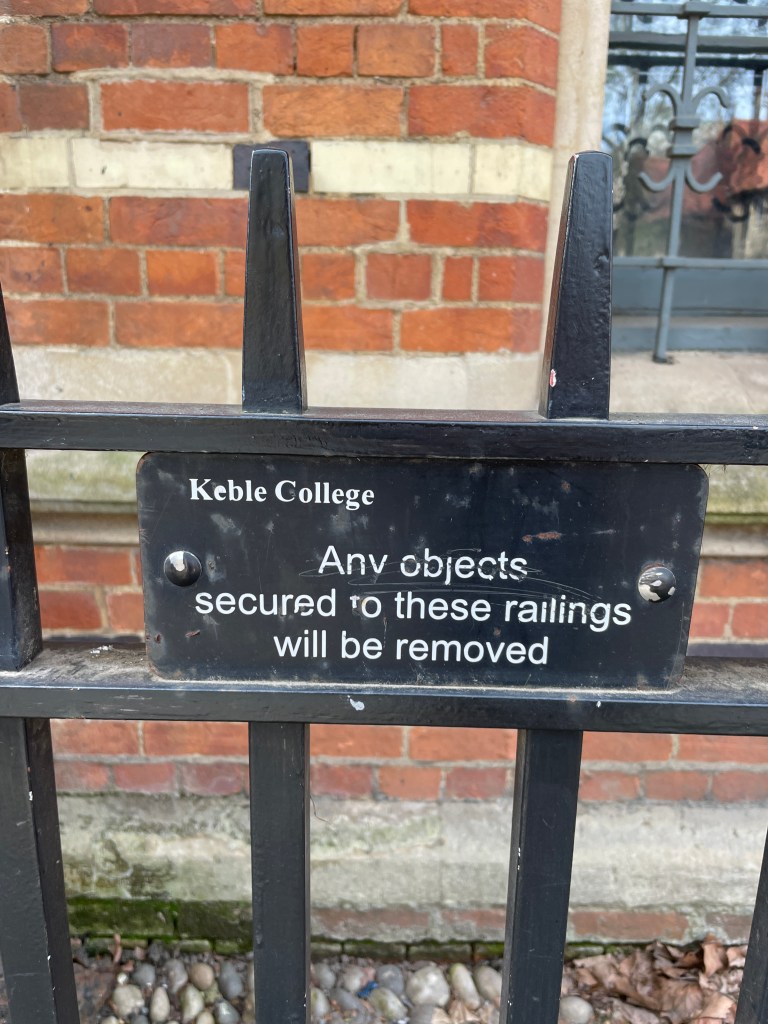 Keble College
Any objects
secured to these railings
will be removed